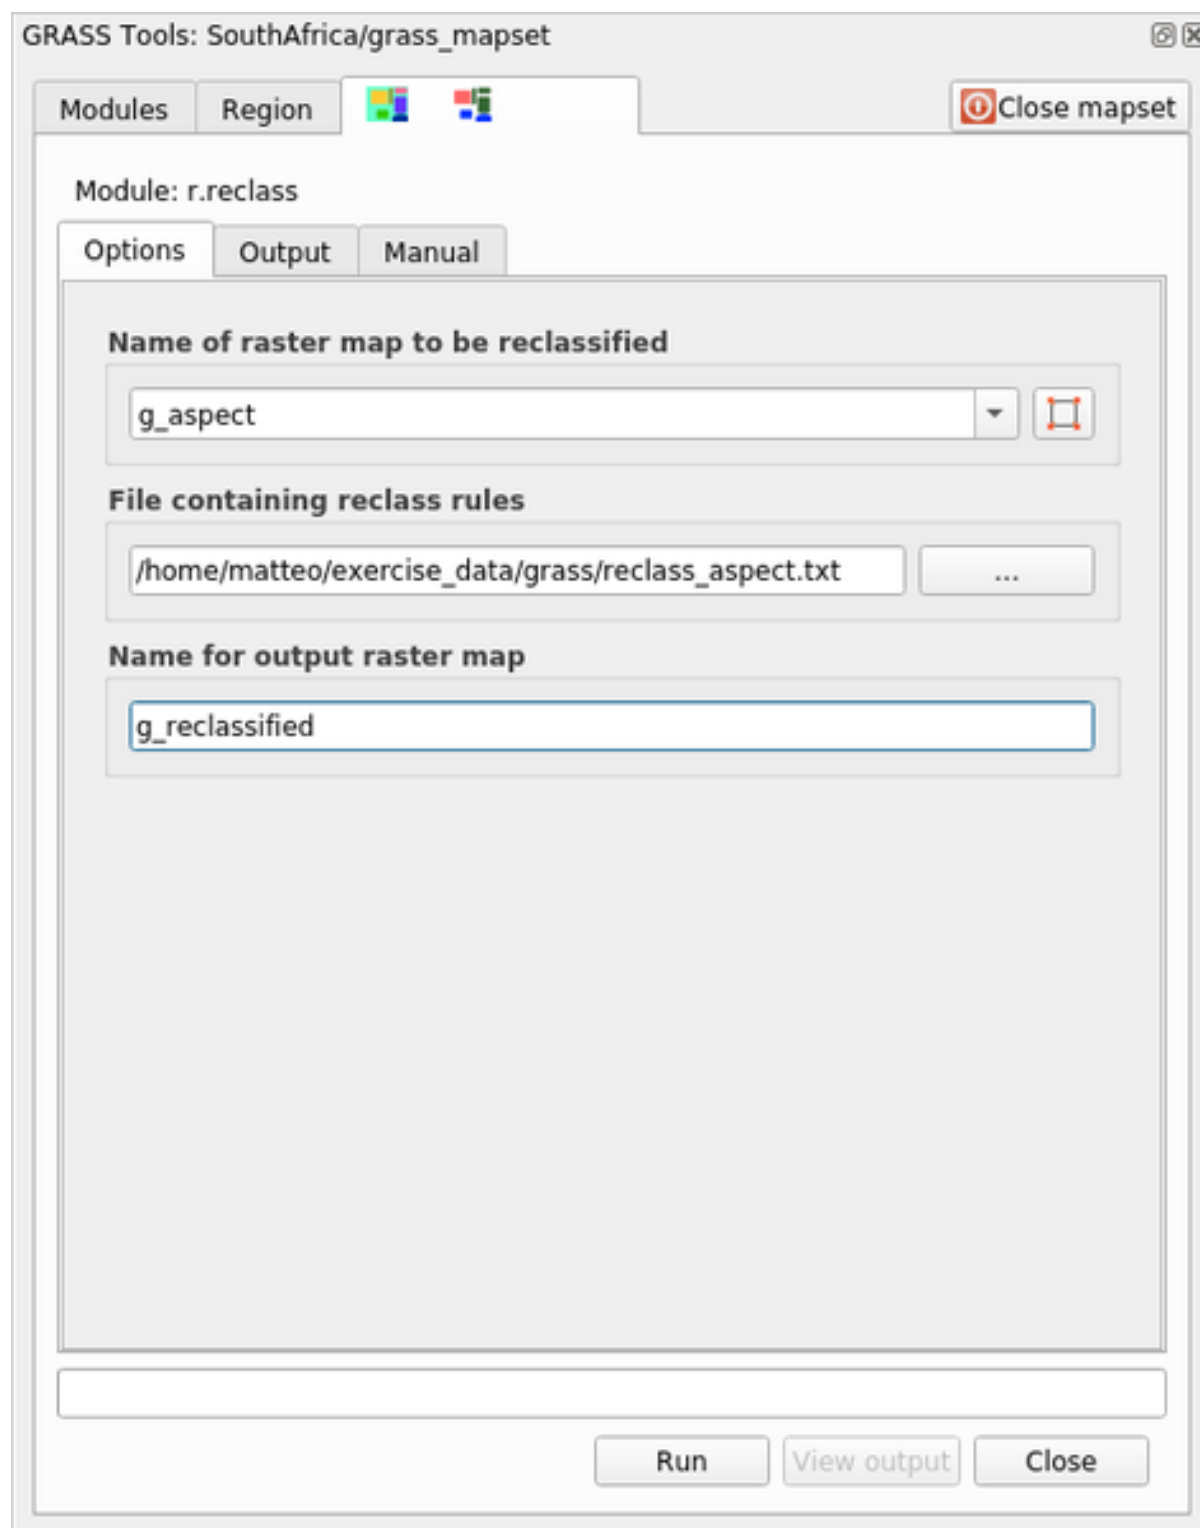 GRASS Tools: SouthAfrica/grass_mapset
Modules Region Close mapset
Module: r.reclass
Options Output Manual
Name of raster map to be reclassified
g_aspect
File containing reclass rules
/home/matteo/exercise_data/grass/reclass_aspect.txt ...
Name for output raster map
g_reclassified
Run View output Close